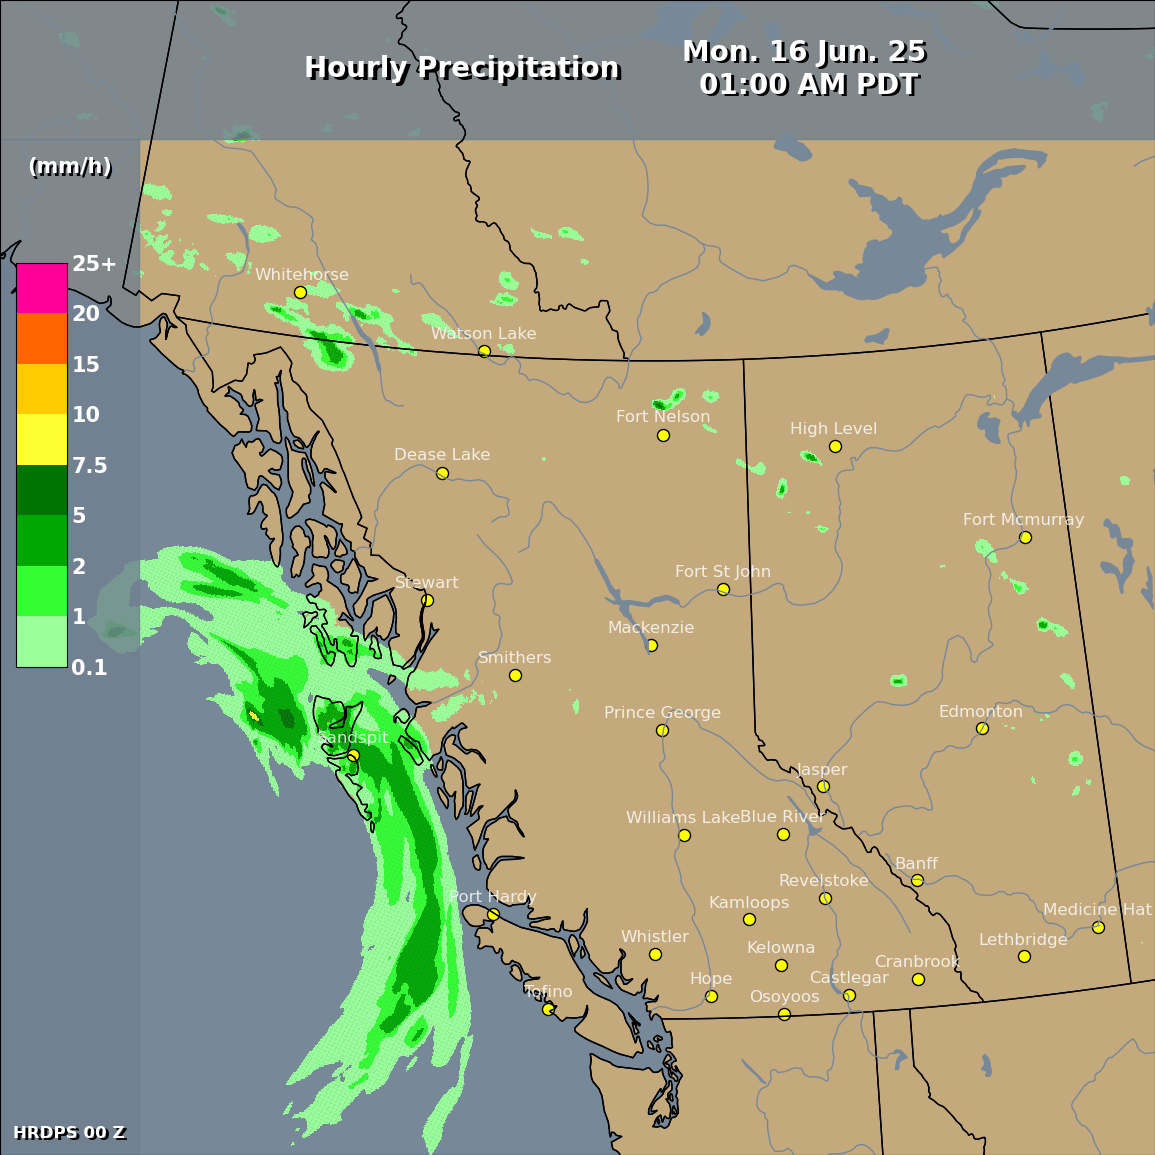 Hourly Precipitation
Mon. 16 Jun. 25
01:00 AM PDT
(mm/h)
25+
20
15
10
7.5
5
2
1
0.1
Whitehorse
Watson Lake
Fort Nelson
High Level
Dease Lake
Fort Mcmurray
Fort St John
Stewart
Mackenzie
Smithers
Prince George
Edmonton
Sandspit
Jasper
Williams Lake
Blue River
Banff
Revelstoke
Port Hardy
Kamloops
Medicine Hat
Whistler
Kelowna
Lethbridge
Cranbrook
Hope
Castlegar
Tofino
Osoyoos
HRDPS 00 Z